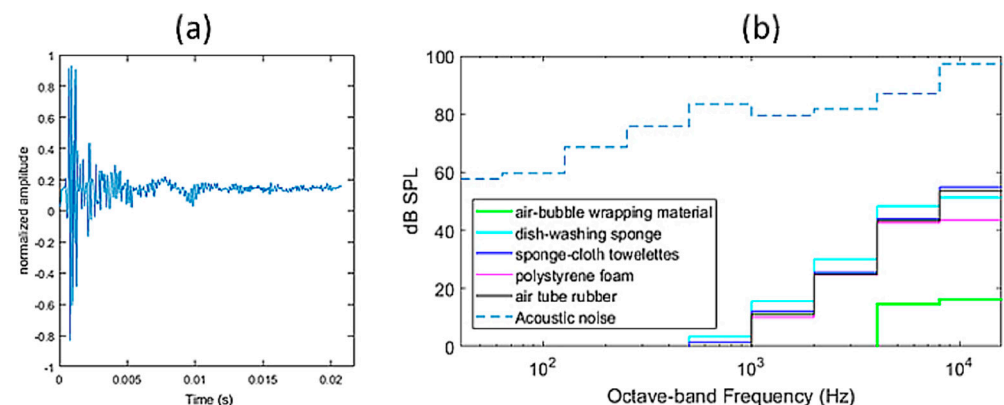 (a)
1
0.8
0.6
0.4
0.2
0
-0.2
-0.4
-0.6
-0.8
-1
normalized amplitude
0 0.005 0.01 0.015 0.02
Time (s)
(b)
100
80
60
40
20
0
dB SPL
air-bubble wrapping material
dish-washing sponge
sponge-cloth towelettes
polystyrene foam
air tube rubber
Acoustic noise
10² 10³ 10⁴
Octave-band Frequency (Hz)